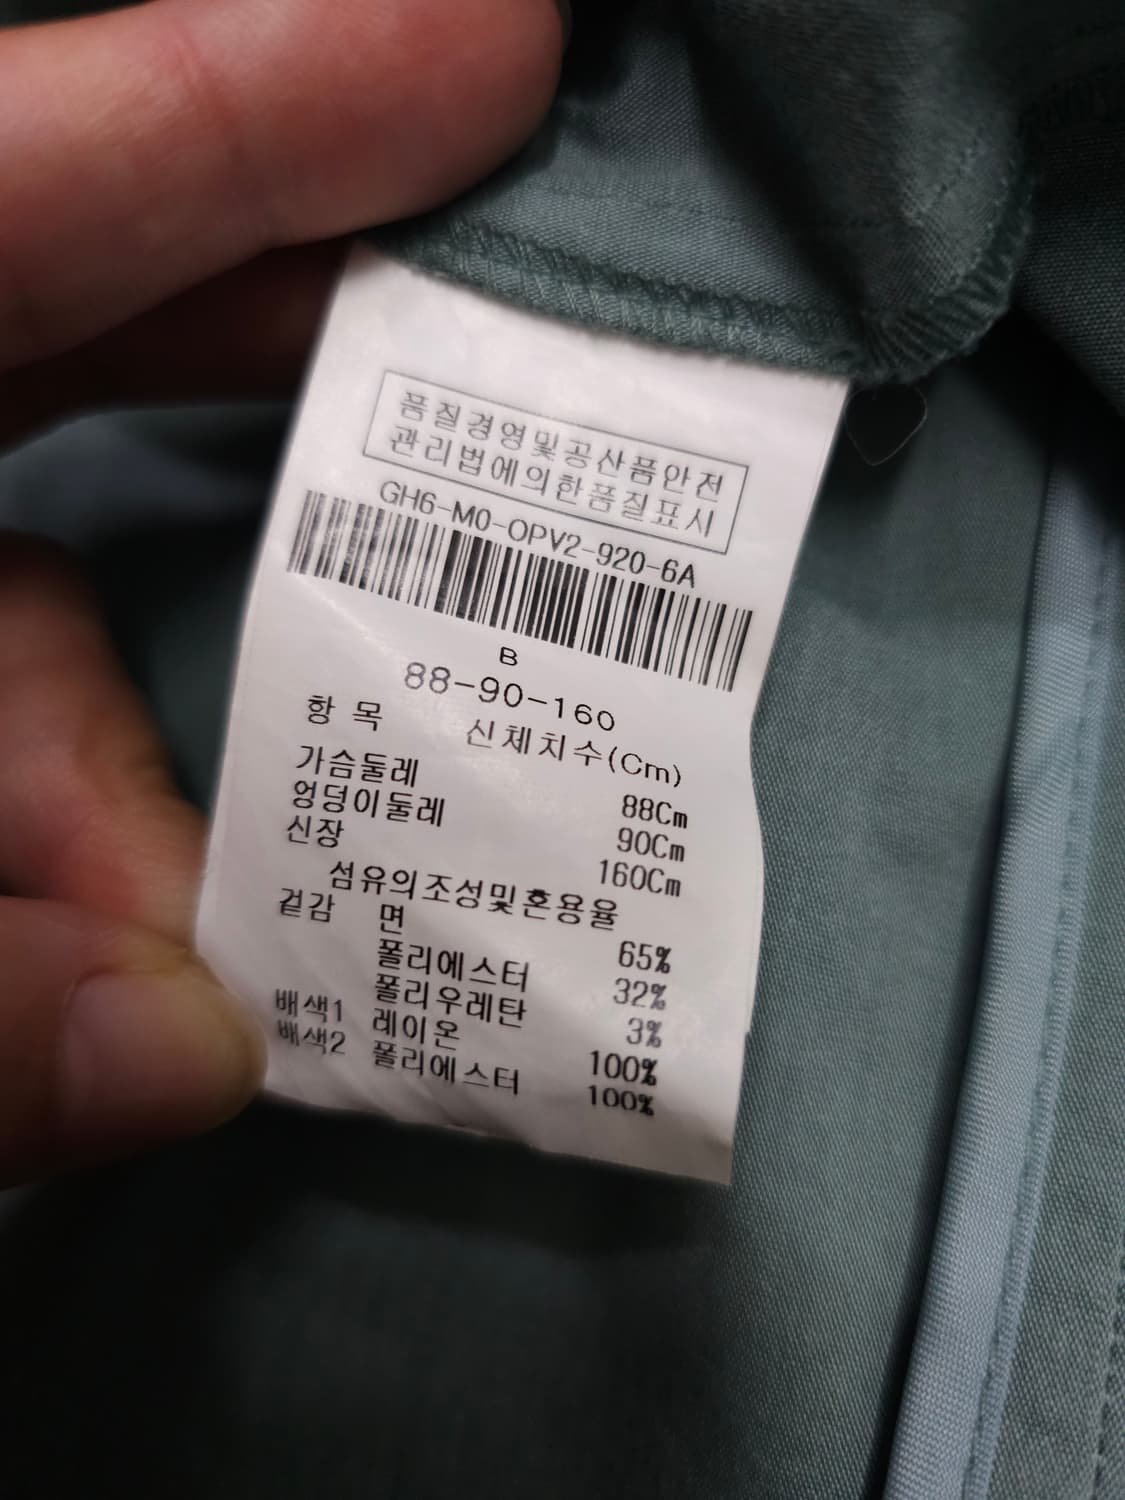 품질경영및공산품안전
관리법에의한품질표시
GH6-M0-OPV2-920-6A
B
88-90-160
항 목 신체치수(Cm)
가슴둘레 88Cm
엉덩이둘레 90Cm
신장 160Cm
섬유의조성및혼용율
겉감 면 65%
폴리에스터 32%
폴리우레탄 3%
배색1 레이온 100%
배색2 폴리에스터 100%